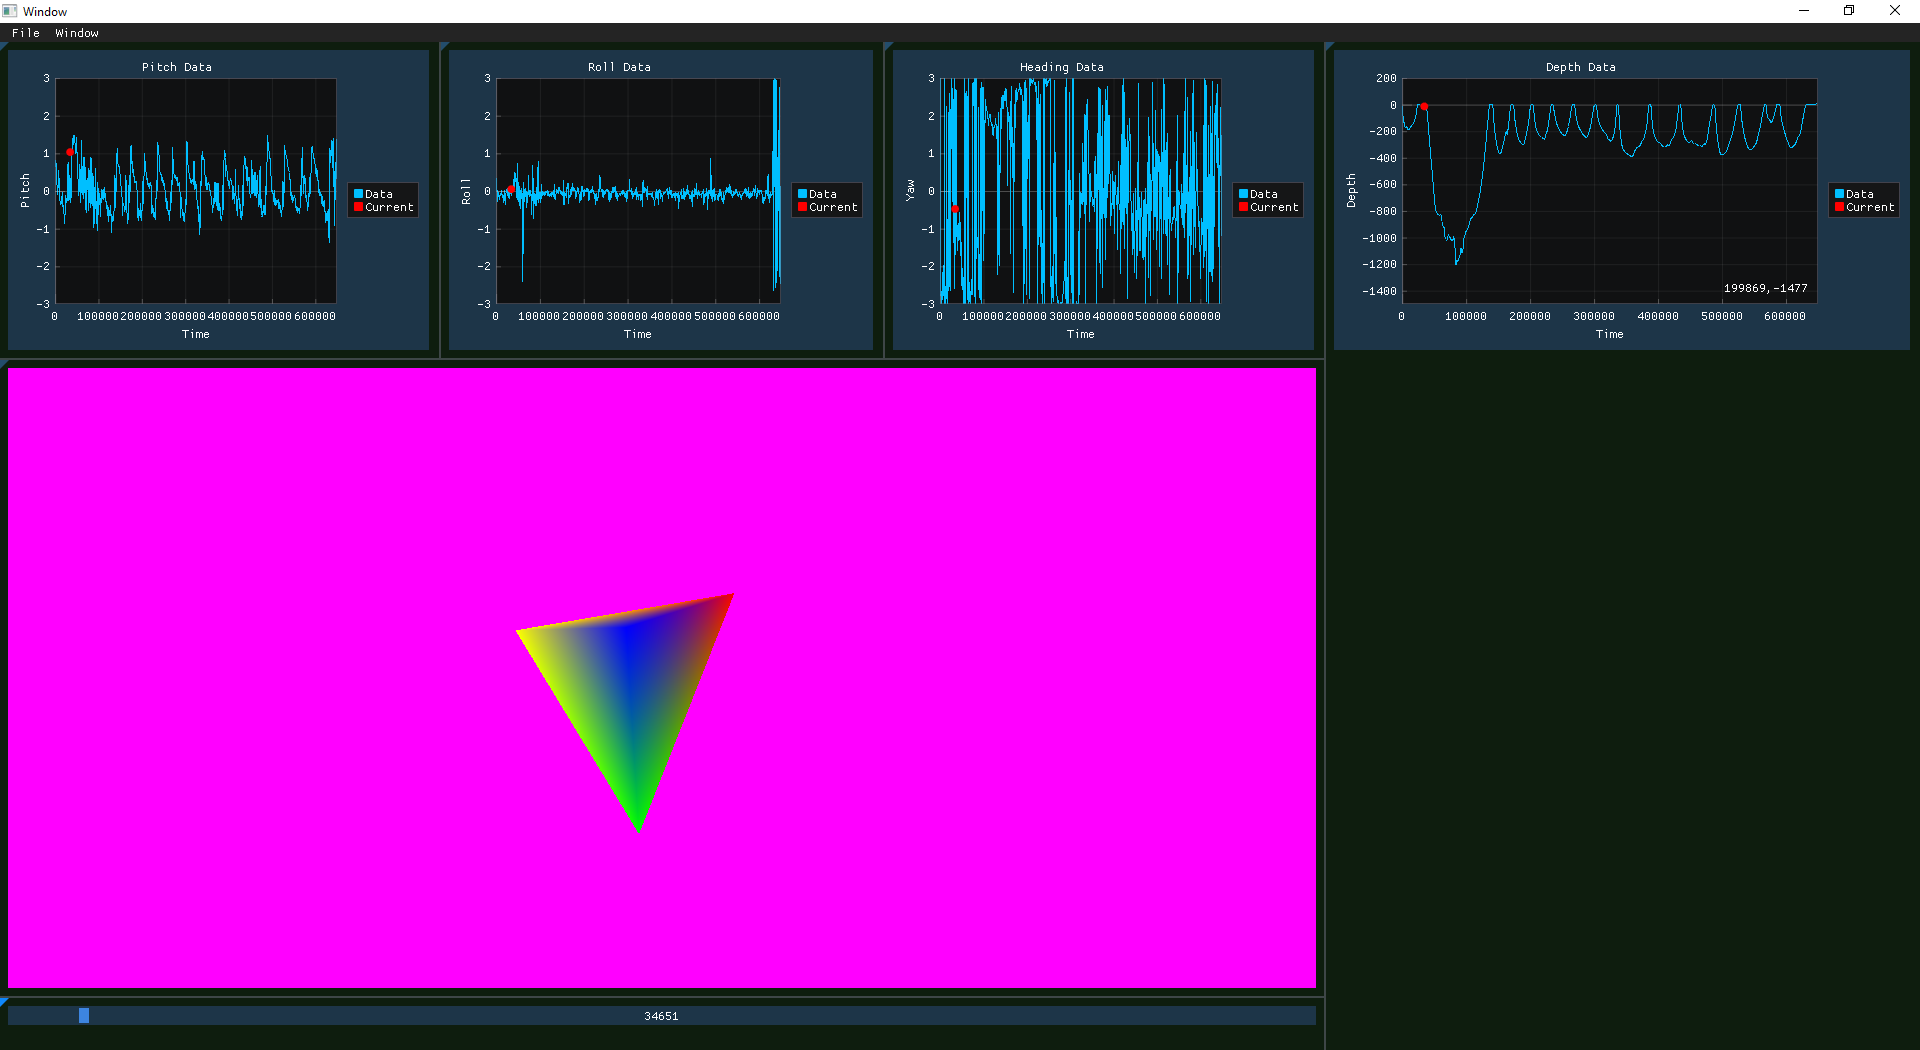 Window
File Window
Pitch Data
3
2
1
0
-1
-2
-3
Pitch
0 100000 200000 300000 400000 500000 600000
Time
Data
Current
Roll Data
3
2
1
0
-1
-2
-3
Roll
0 100000 200000 300000 400000 500000 600000
Time
Data
Current
Heading Data
3
2
1
0
-1
-2
-3
Yaw
0 100000 200000 300000 400000 500000 600000
Time
Data
Current
Depth Data
200
0
-200
-400
-600
-800
-1000
-1200
-1400
Depth
199869,-1477
0 100000 200000 300000 400000 500000 600000
Time
Data
Current
34651